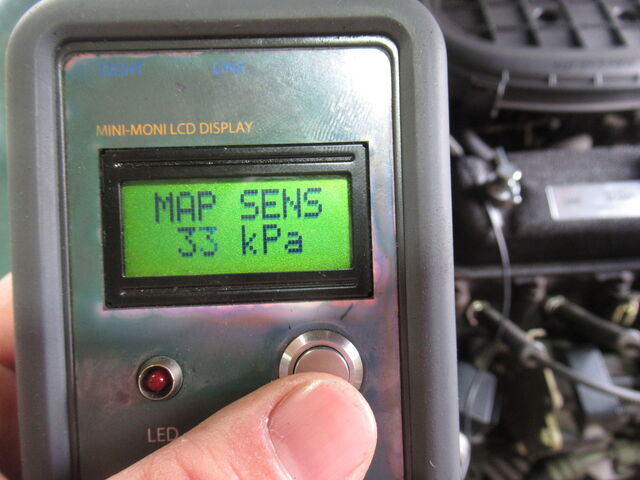 LIGHT LINK
MINI-MONI LCD DISPLAY
MAP SENS
33 kPa
LED